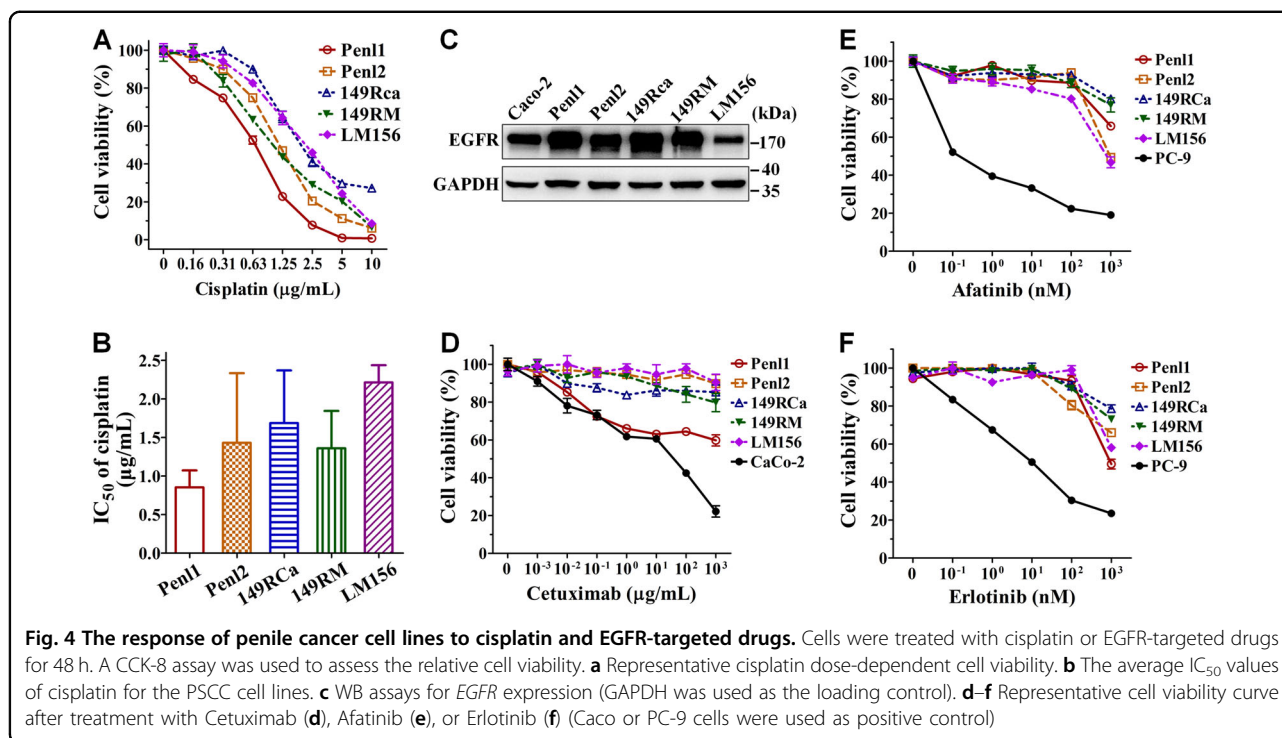 A
Cell viability (%)
100
80
60
40
20
0
0 0.16 0.31 0.63 1.25 2.5 5 10
Cisplatin (μg/mL)
Penl1
Penl2
149Rca
149RM
LM156
C
Caco-2 Penl1 Penl2 149Rca 149RM LM156 (kDa)
EGFR –170
–40
GAPDH –35
E
Cell viability (%)
100
80
60
40
20
0
0 10⁻¹ 10⁰ 10¹ 10² 10³
Afatinib (nM)
Penl1
Penl2
149RCa
149RM
LM156
PC-9
B
IC₅₀ of cisplatin
(μg/mL)
2.5
2.0
1.5
1.0
0.5
0.0
Penl1 Penl2 149RCa 149RM LM156
D
Cell viability (%)
100
80
60
40
20
0
0 10⁻³ 10⁻² 10⁻¹ 10⁰ 10¹ 10² 10³
Cetuximab (μg/mL)
Penl1
Penl2
149RCa
149RM
LM156
CaCo-2
F
Cell viability (%)
100
80
60
40
20
0
0 10⁻¹ 10⁰ 10¹ 10² 10³
Erlotinib (nM)
Penl1
Penl2
149RCa
149RM
LM156
PC-9
Fig. 4 The response of penile cancer cell lines to cisplatin and EGFR-targeted drugs. Cells were treated with cisplatin or EGFR-targeted drugs
for 48 h. A CCK-8 assay was used to assess the relative cell viability. a Representative cisplatin dose-dependent cell viability. b The average IC₅₀ values
of cisplatin for the PSCC cell lines. c WB assays for EGFR expression (GAPDH was used as the loading control). d–f Representative cell viability curve
after treatment with Cetuximab (d), Afatinib (e), or Erlotinib (f) (Caco or PC-9 cells were used as positive control)